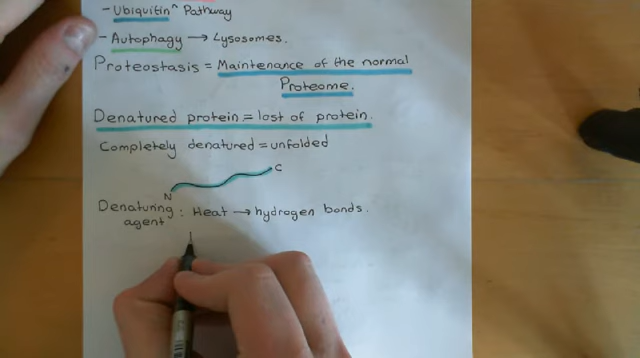 - Ubiquitin^ Pathway
- Autophagy → Lysosomes.
Proteostasis = Maintenance of the normal
Proteome.
Denatured protein = lost of protein.
Completely denatured = unfolded
C
N
Denaturing : Heat → hydrogen bonds.
agent